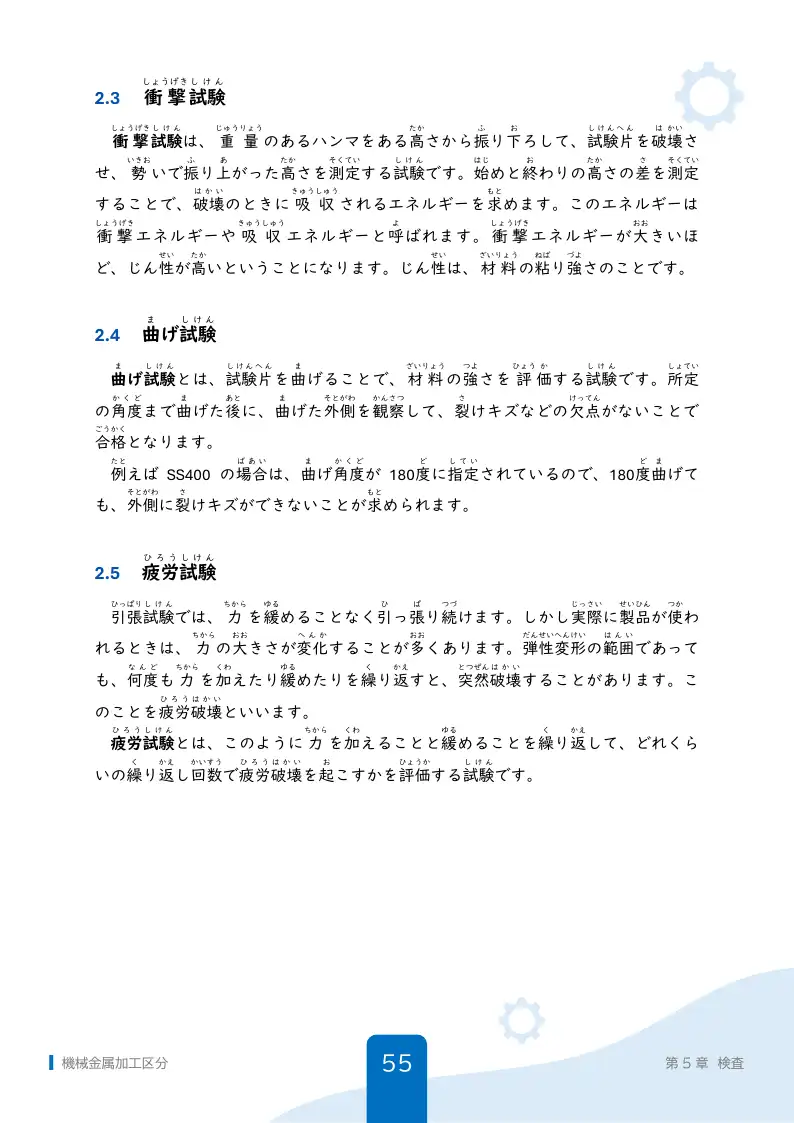 2.3 衝撃試験
衝撃試験は、重量のあるハンマをある高さから振り下ろして、試験片を破壊さ
せ、勢いで振り上がった高さを測定する試験です。始めと終わりの高さの差を測定
することで、破壊のときに吸収されるエネルギーを求めます。このエネルギーは
衝撃エネルギーや吸収エネルギーと呼ばれます。衝撃エネルギーが大きいほ
ど、じん性が高いということになります。じん性は、材料の粘り強さのことです。
2.4 曲げ試験
曲げ試験とは、試験片を曲げることで、材料の強さを評価する試験です。所定
の角度まで曲げた後に、曲げた外側を観察して、裂けキズなどの欠点がないことで
合格となります。
例えば SS400 の場合は、曲げ角度が 180度に指定されているので、180度曲げて
も、外側に裂けキズができないことが求められます。
2.5 疲労試験
引張試験では、力を緩めることなく引っ張り続けます。しかし実際に製品が使わ
れるときは、力の大きさが変化することが多くあります。弾性変形の範囲であって
も、何度も力を加えたり緩めたりを繰り返すと、突然破壊することがあります。こ
のことを疲労破壊といいます。
疲労試験とは、このように力を加えることと緩めることを繰り返して、どれくら
いの繰り返し回数で疲労破壊を起こすかを評価する試験です。
機械金属加工区分
55
第 5 章 検査